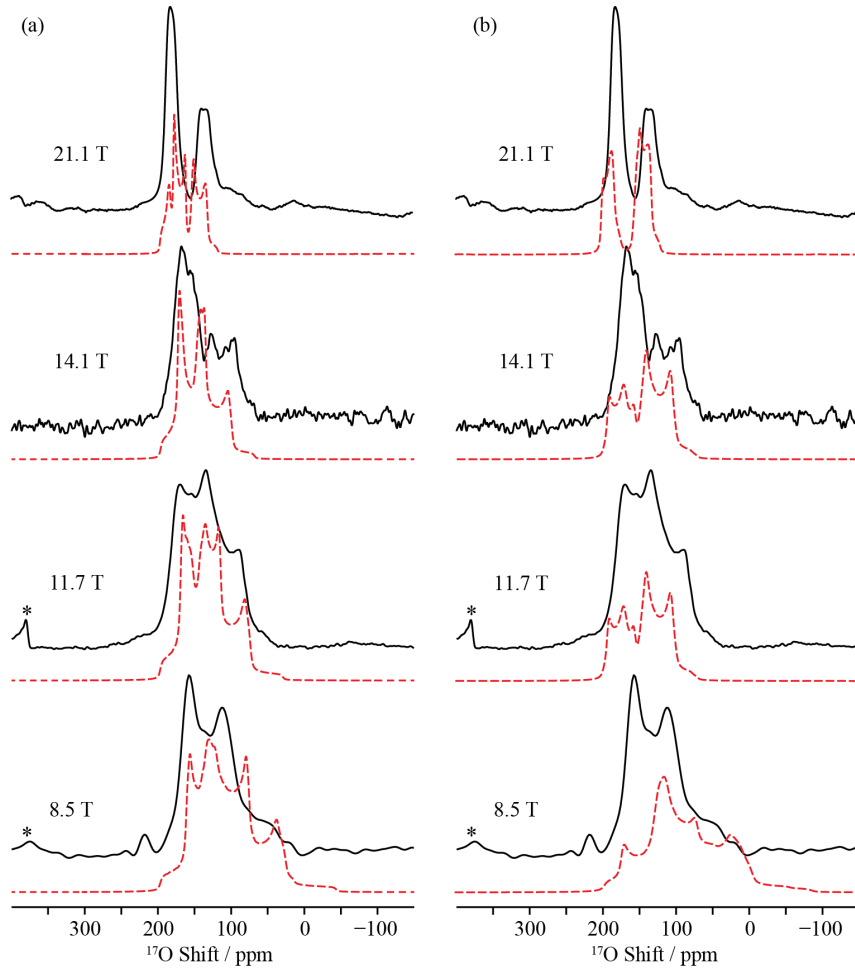 (a)
21.1 T
14.1 T
11.7 T
*
8.5 T
*
300
200
100
0
−100
¹⁷O Shift / ppm
(b)
21.1 T
14.1 T
11.7 T
*
8.5 T
*
300
200
100
0
−100
¹⁷O Shift / ppm